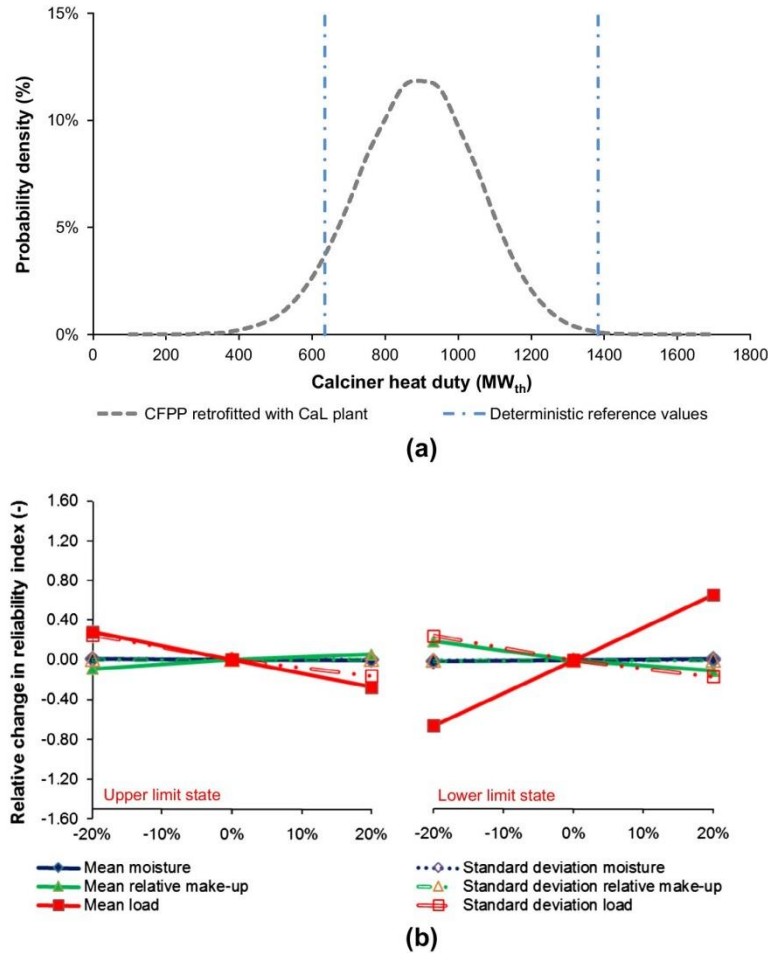 15%
10%
5%
0%
Probability density (%)
0 200 400 600 800 1000 1200 1400 1600 1800
Calciner heat duty (MWth)
CFPP retrofitted with CaL plant Deterministic reference values
(a)
Relative change in reliability index (-)
1.60
1.20
0.80
0.40
0.00
-0.40
-0.80
-1.20
-1.60
Upper limit state Lower limit state
-20% -10% 0% 10% 20% -20% -10% 0% 10% 20%
Mean moisture Standard deviation moisture
Mean relative make-up Standard deviation relative make-up
Mean load Standard deviation load
(b)